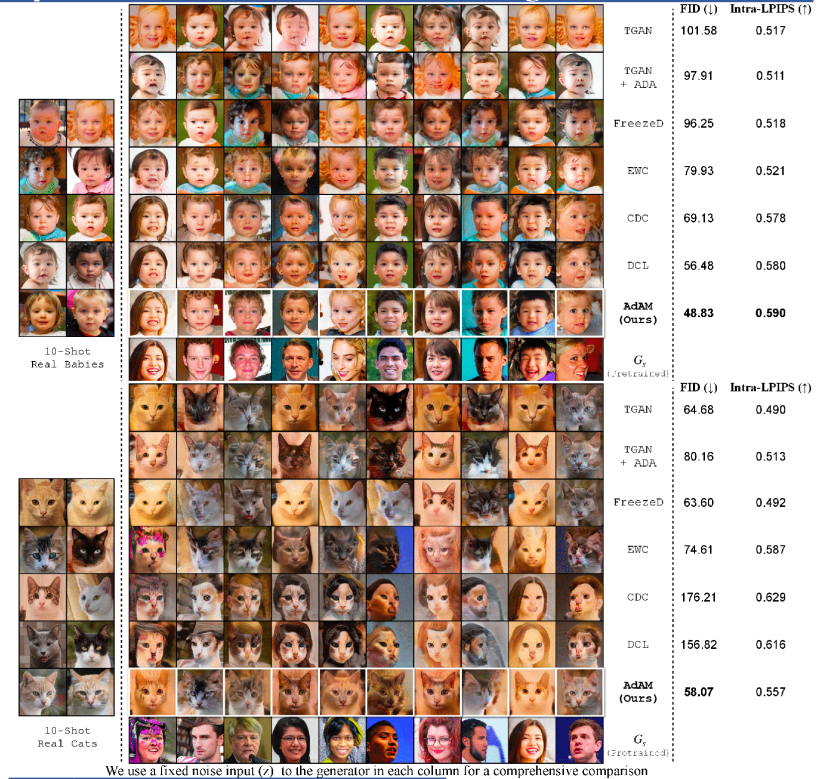 FID (↓) Intra-LPIPS (↑)
TGAN 101.58 0.517
TGAN
+ ADA 97.91 0.511
FreezeD 96.25 0.518
EWC 79.93 0.521
CDC 69.13 0.578
DCL 56.48 0.580
AdAM
(Ours) 48.83 0.590
10-Shot
Real Babies
Gs
(Pretrained)
FID (↓) Intra-LPIPS (↑)
TGAN 64.68 0.490
TGAN
+ ADA 80.16 0.513
FreezeD 63.60 0.492
EWC 74.61 0.587
CDC 176.21 0.629
DCL 156.82 0.616
AdAM
(Ours) 58.07 0.557
10-Shot
Real Cats
Gs
(Pretrained)
We use a fixed noise input (z) to the generator in each column for a comprehensive comparison